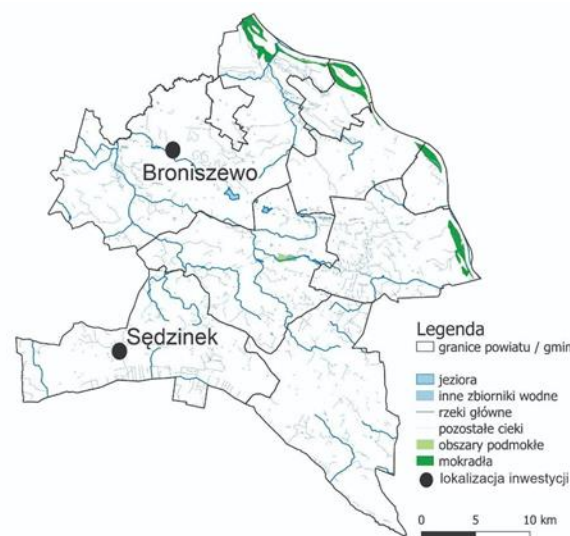 Broniszewo
Sędzinek
Legenda
granice powiatu / gmin
jeziora
inne zbiorniki wodne
rzeki główne
pozostałe cieki
obszary podmokłe
mokradła
lokalizacja inwestycji
0 5 10 km